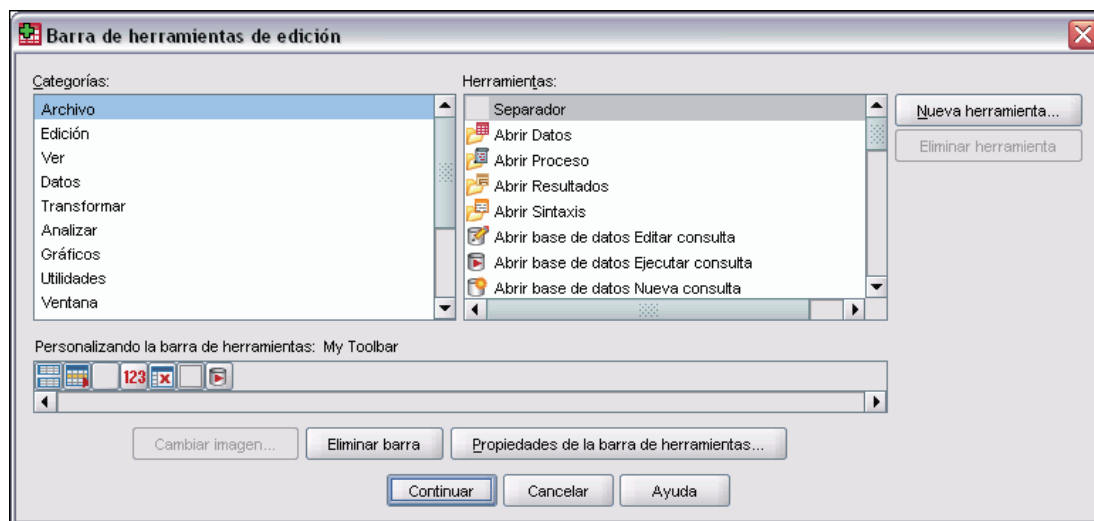 Barra de herramientas de edición
Categorías:
Archivo
Edición
Ver
Datos
Transformar
Analizar
Gráficos
Utilidades
Ventana
Herramientas:
Separador
Abrir Datos
Abrir Proceso
Abrir Resultados
Abrir Sintaxis
Abrir base de datos Editar consulta
Abrir base de datos Ejecutar consulta
Abrir base de datos Nueva consulta
Nueva herramienta...
Eliminar herramienta
Personalizando la barra de herramientas: My Toolbar
123
Cambiar imagen... Eliminar barra Propiedades de la barra de herramientas...
Continuar Cancelar Ayuda